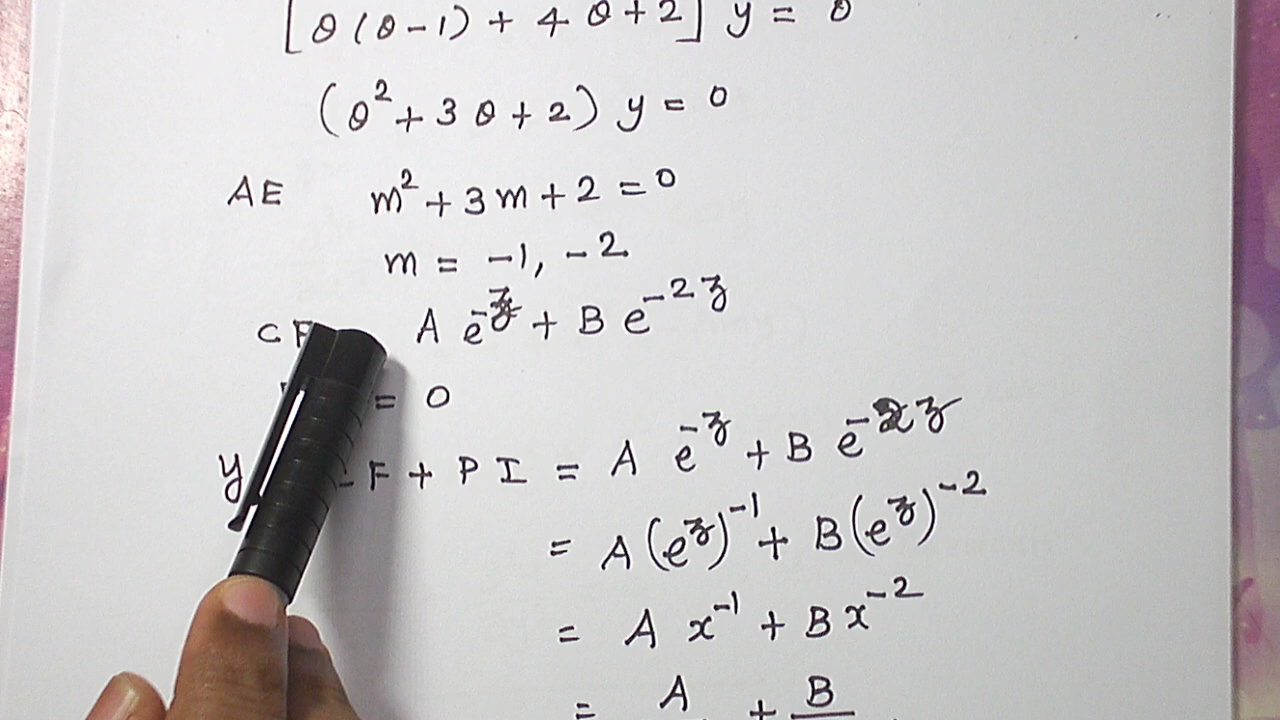 [θ(θ-1) + 4θ+2] y = 0
(θ² + 3θ + 2) y = 0
AE m² + 3m + 2 = 0
m = -1, -2
CF A e^{-z} + B e^{-2z}
= 0
y F + PI = A e^{-z} + B e^{-2z}
= A(e^z)^{-1} + B(e^z)^{-2}
= A x^{-1} + B x^{-2}
= A + B